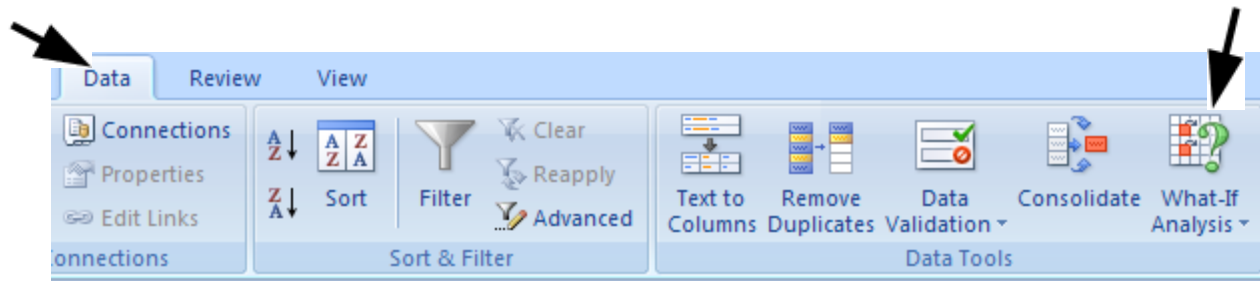 Data Review View
Connections
Properties
Edit Links
onnections
A
Z
Z
A
A Z
Z A
Sort
Filter
Clear
Reapply
Advanced
Sort & Filter
Text to
Columns
Remove
Duplicates
Data
Validation
Consolidate
What-If
Analysis
Data Tools